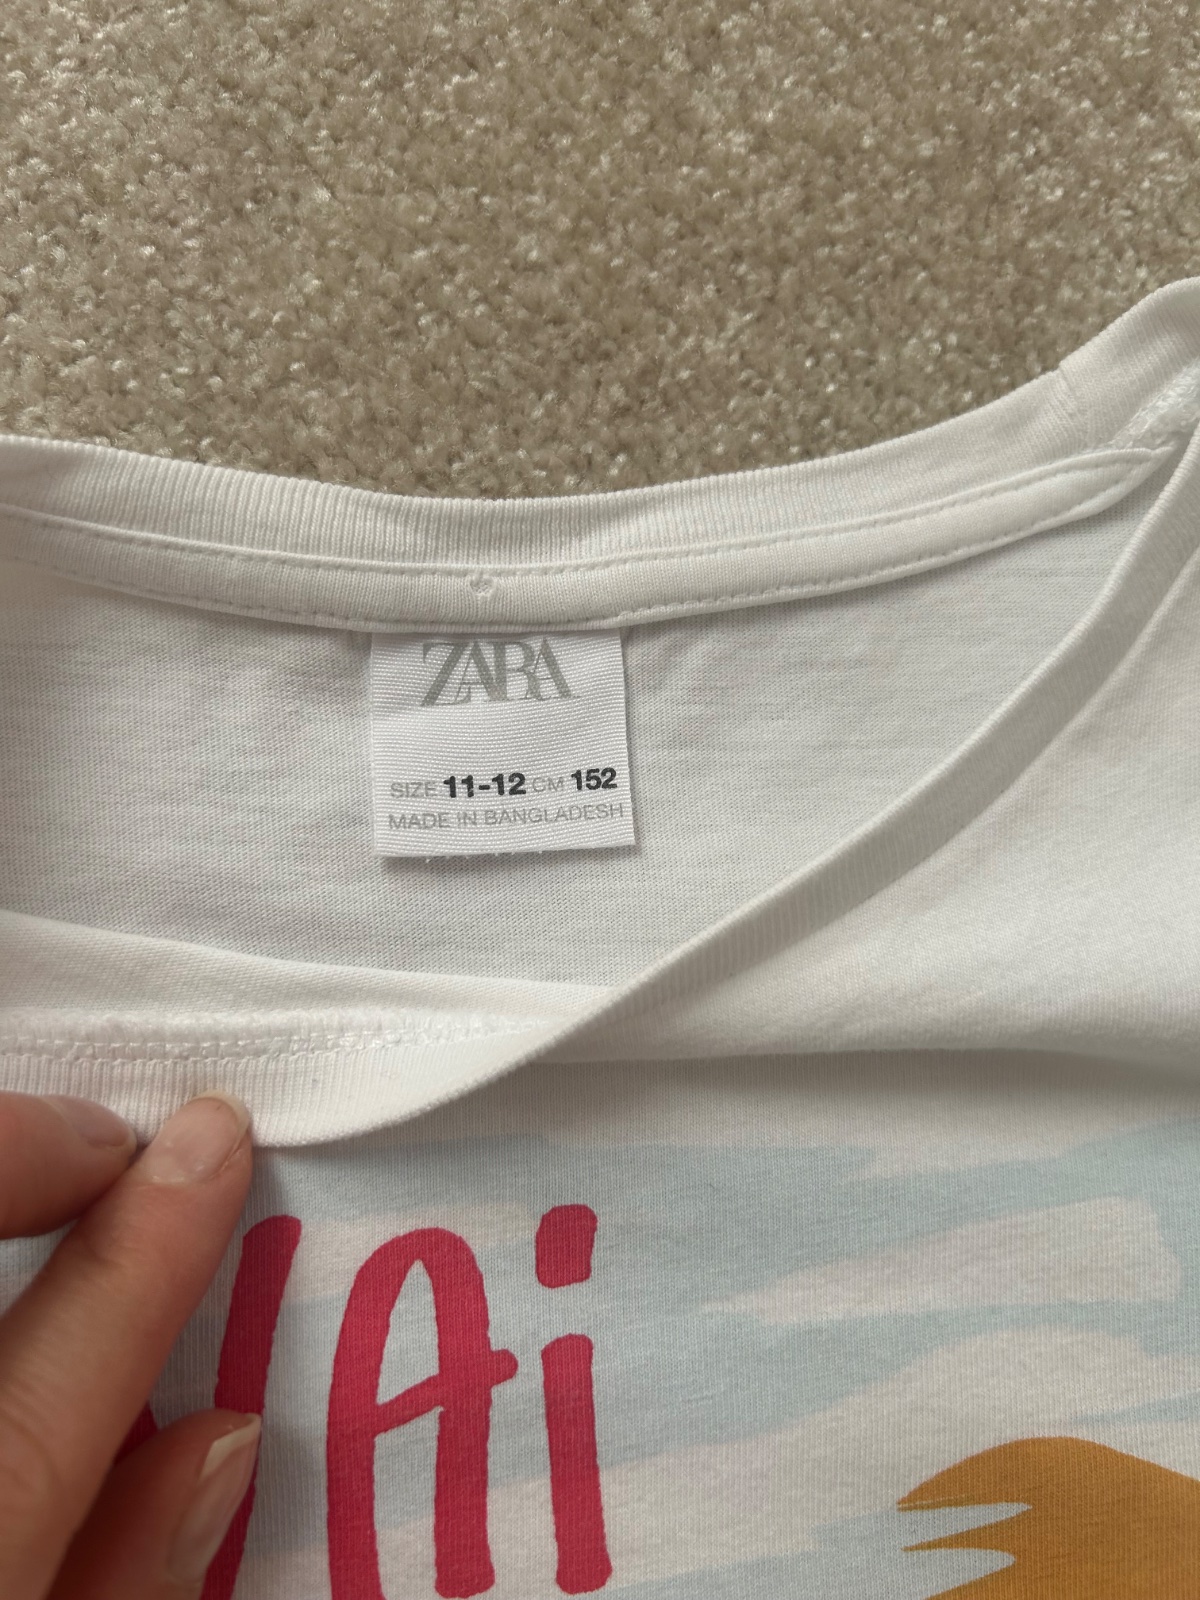 ZARA
SIZE 11-12 CM 152
MADE IN BANGLADESH